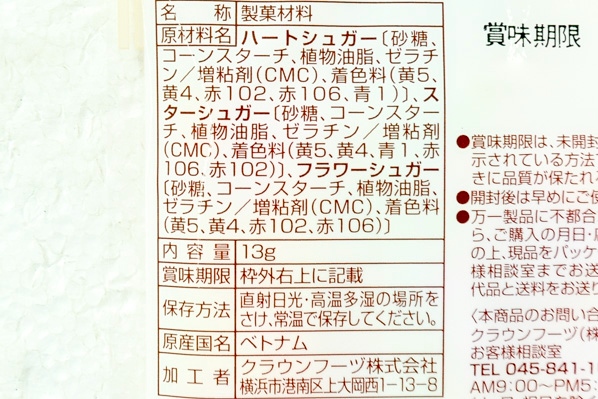 名称 製菓材料
原材料名 ハートシュガー〔砂糖、
コーンスターチ、植物油脂、ゼラチ
ン／増粘剤(CMC)、着色料(黄5、
黄4、赤102、赤106、青1)〕、ス
ターシュガー〔砂糖、コーンスター
チ、植物油脂、ゼラチン／増粘剤
(CMC)、着色料(黄5、黄4、青1、赤
106、赤102)〕、フラワーシュガー
〔砂糖、コーンスターチ、植物油脂、
ゼラチン／増粘剤(CMC)、着色料
(黄5、黄4、赤102、赤106)〕
内容量 13g
賞味期限 枠外右上に記載
保存方法 直射日光・高温多湿の場所を
さけ、常温で保存してください。
原産国名 ベトナム
加工者 クラウンフーヅ株式会社
横浜市港南区上大岡西1-13-8
賞味期限
●賞味期限は、未開封
示されている方法
きに品質が保たれ
●開封後は早めにご使
●万一製品に不都合
ら、ご購入の月日・
の上、現品をパッケ
様相談室までお送
代品と送料をお送り
〈本商品のお問い合
クラウンフーヅ(株
お客様相談室
TEL 045-841-1
AM9:00〜PM5: